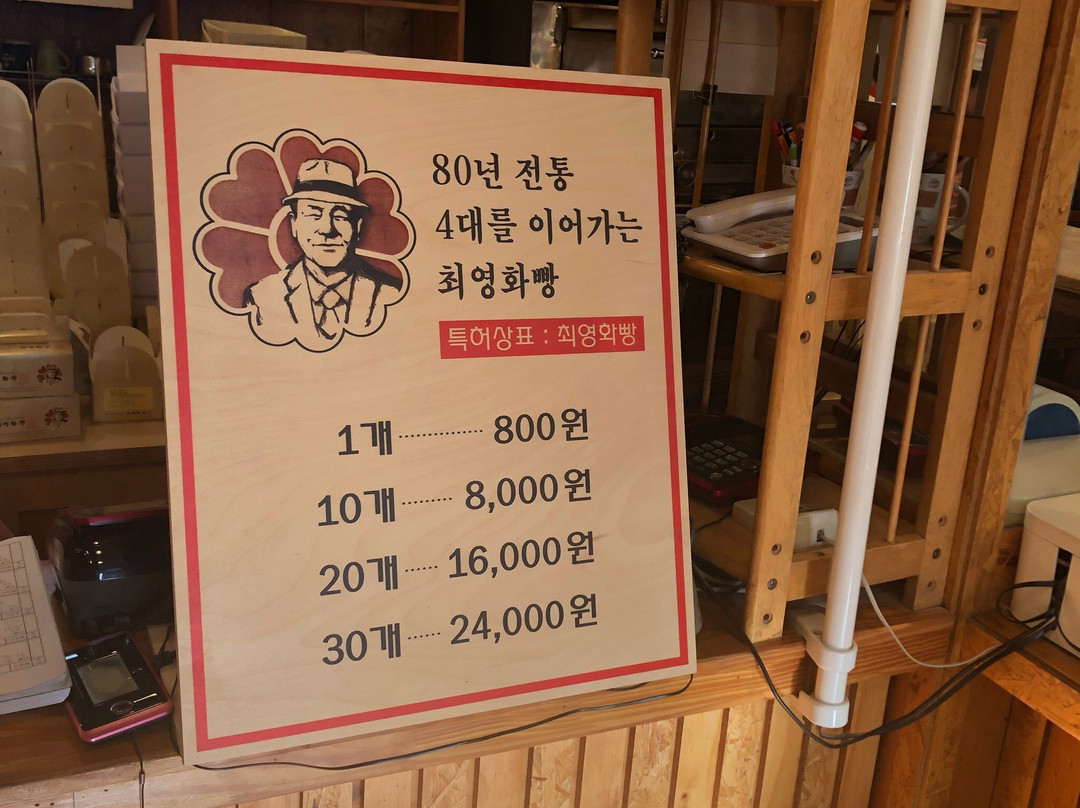 80년 전통
4대를 이어가는
최영화빵
특허상표 : 최영화빵
1개 ‥‥‥‥ 800원
10개 ‥‥‥ 8,000원
20개 ‥‥ 16,000원
30개 ‥‥ 24,000원